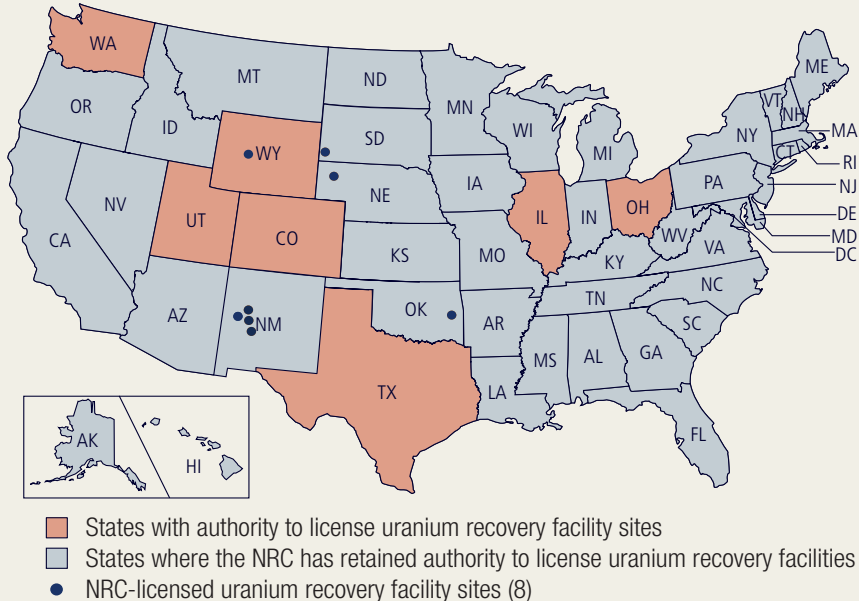 WA
MT
ND
ME
OR
MN
VT
NH
ID
SD
WI
NY
MA
WY
MI
RI
IA
PA
NJ
NE
NV
UT
IL
IN
OH
DE
CO
WV
MD
CA
KS
MO
VA
DC
KY
NC
TN
AZ
NM
OK
AR
SC
MS
AL
GA
TX
LA
AK
HI
FL
CT
States with authority to license uranium recovery facility sites
States where the NRC has retained authority to license uranium recovery facilities
NRC-licensed uranium recovery facility sites (8)